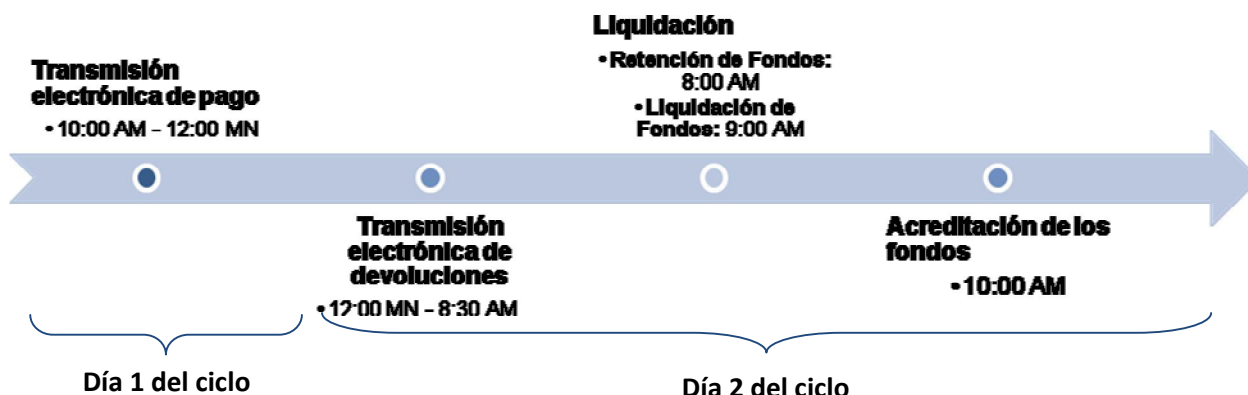 Transmisión
electrónica de pago
• 10:00 AM – 12:00 MN
Transmisión
electrónica de
devoluciones
• 12:00 MN – 8:30 AM
Liquidación
• Retención de Fondos:
8:00 AM
• Liquidación de
Fondos: 9:00 AM
Acreditación de los
fondos
• 10:00 AM
Día 1 del ciclo
Día 2 del ciclo